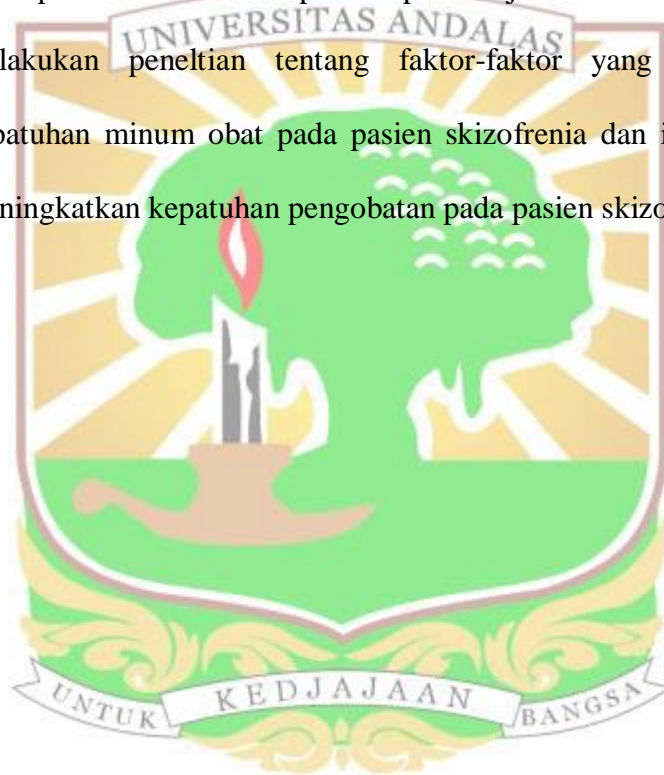 UNIVERSITAS ANDALAS
lakukan peneltian tentang faktor-faktor yang
patuhan minum obat pada pasien skizofrenia dan
ningkatkan kepatuhan pengobatan pada pasien
UNTUK KEDJAJAAN BANGSA